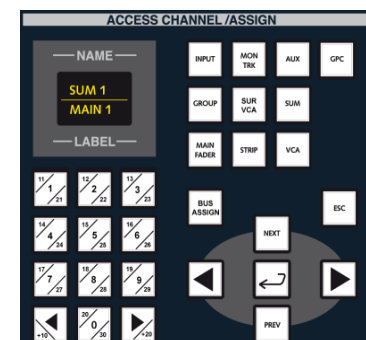 ACCESS CHANNEL /ASSIGN
NAME
SUM 1
MAIN 1
LABEL
INPUT
MON
TRK
AUX
GPC
GROUP
SUR
VCA
SUM
MAIN
FADER
STRIP
VCA
BUS
ASSIGN
ESC
NEXT
PREV
11 1 21
12 2 22
13 3 23
14 4 24
15 5 25
16 6 26
17 7 27
18 8 28
19 9 29
+10
20 0 30
+20